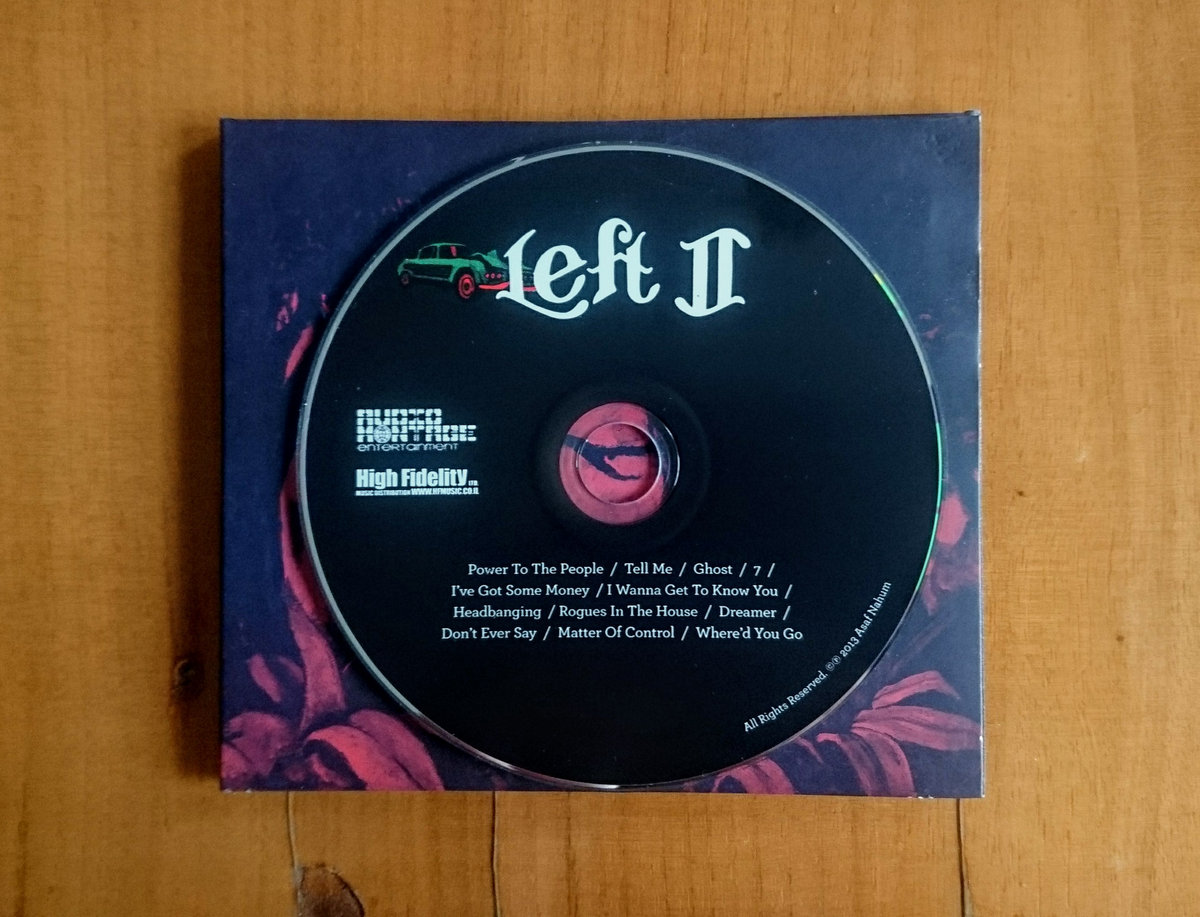 Left II
AUDIO
MONTAGE
entertainment
High Fidelity LTD.
MUSIC DISTRIBUTION WWW.HFMUSIC.CO.IL
Power To The People / Tell Me / Ghost / 7 /
I've Got Some Money / I Wanna Get To Know You /
Headbanging / Rogues In The House / Dreamer /
Don't Ever Say / Matter Of Control / Where'd You Go
All Rights Reserved. ©℗ 2013 Asaf Nahum